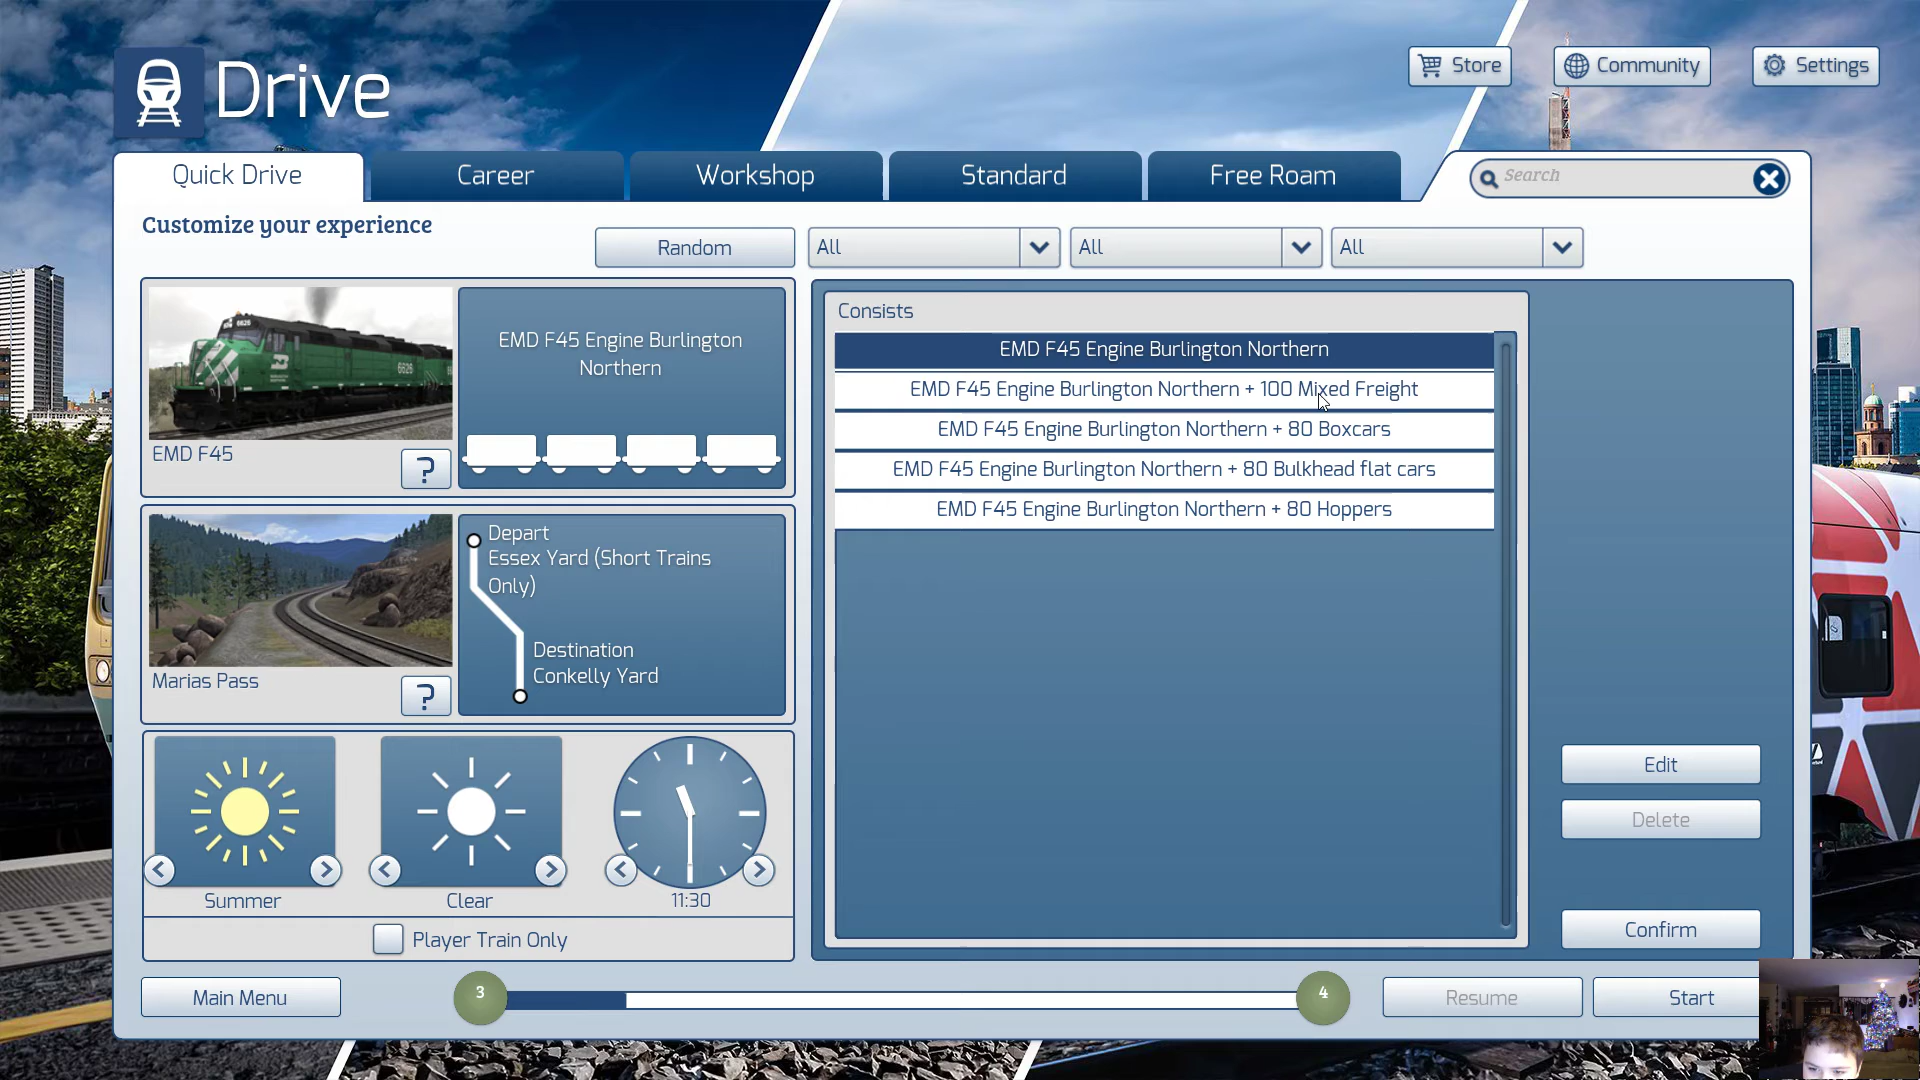 Drive
Store
Community
Settings
Quick Drive
Career
Workshop
Standard
Free Roam
Search
Customize your experience
Random
All
All
All
EMD F45 Engine Burlington
Northern
6626
6626
EMD F45
?
Consists
EMD F45 Engine Burlington Northern
EMD F45 Engine Burlington Northern + 100 Mixed Freight
EMD F45 Engine Burlington Northern + 80 Boxcars
EMD F45 Engine Burlington Northern + 80 Bulkhead flat cars
EMD F45 Engine Burlington Northern + 80 Hoppers
Depart
Essex Yard (Short Trains
Only)
Destination
Conkelly Yard
Marias Pass
?
Summer
Clear
11:30
Player Train Only
Edit
Delete
Confirm
Main Menu
3
4
Resume
Start